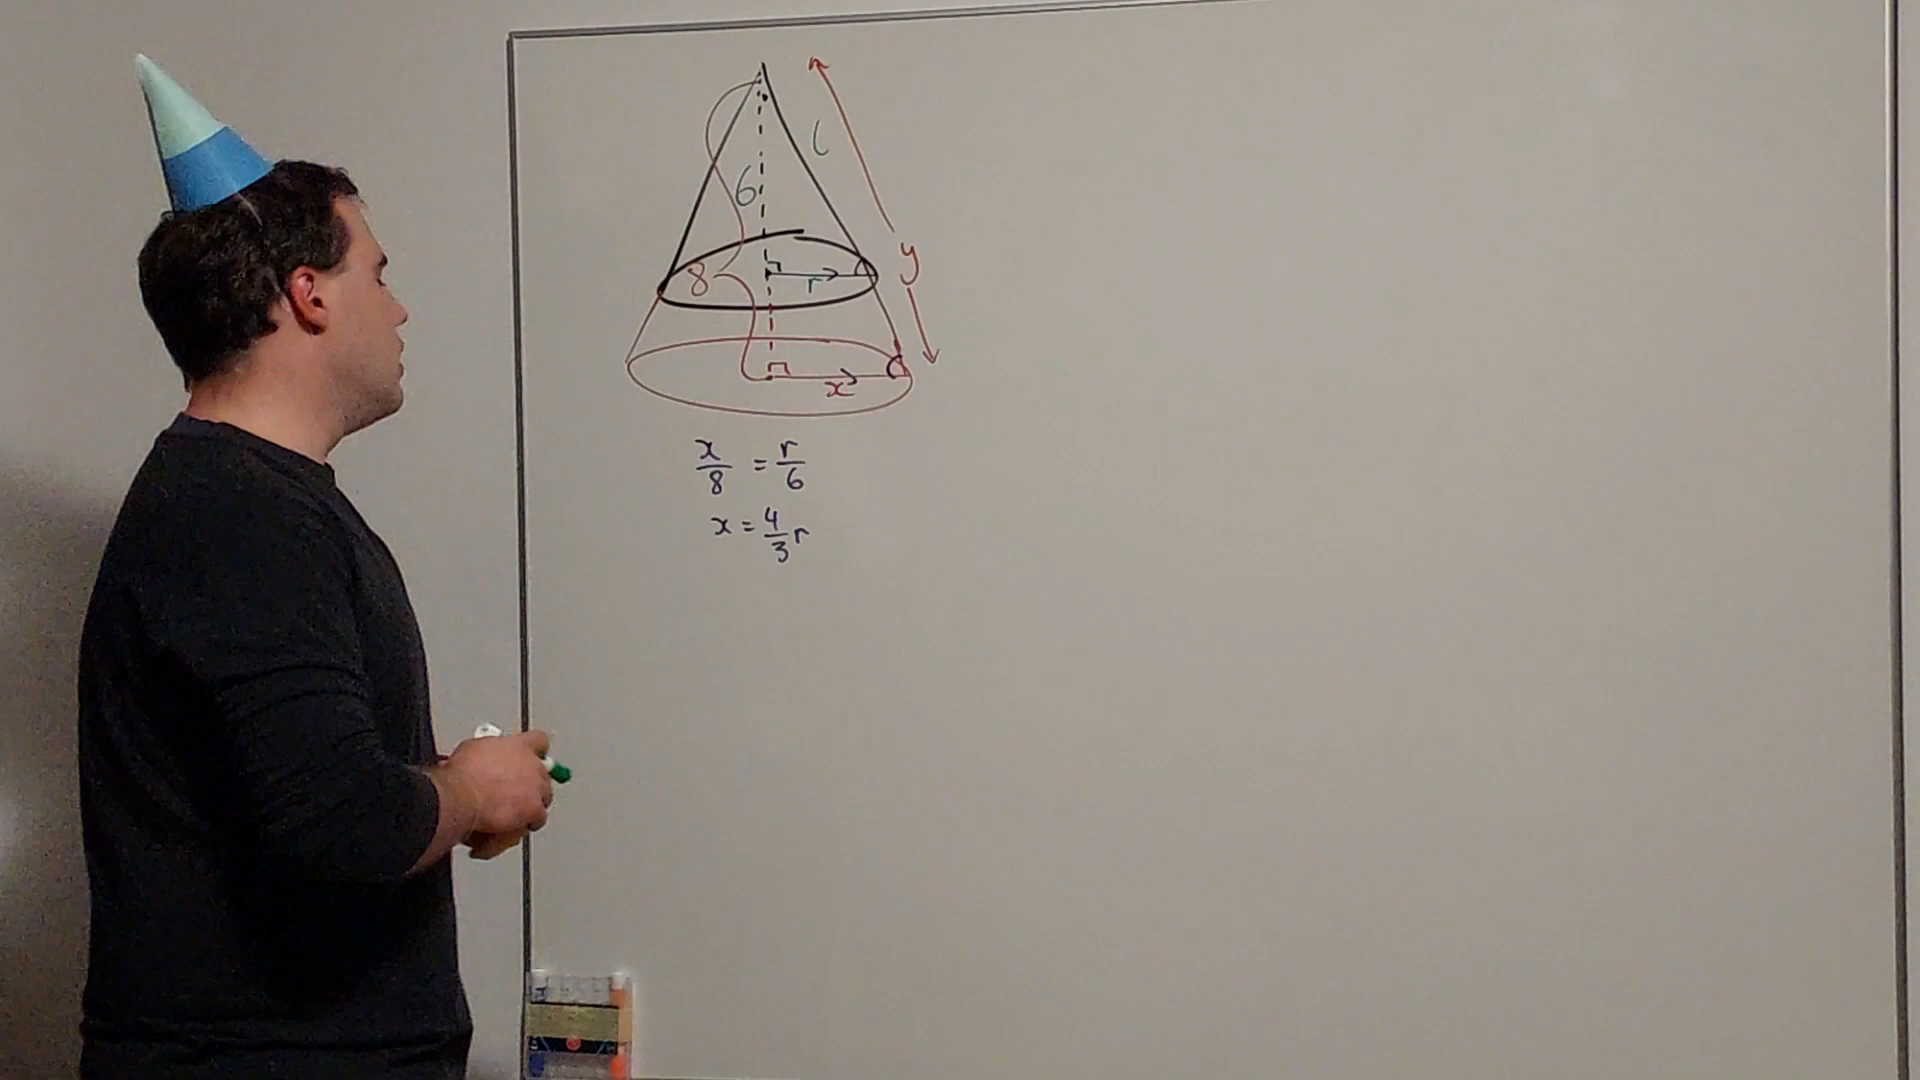 l
6
8
r
y
x
x/8 = r/6
x = 4/3 r